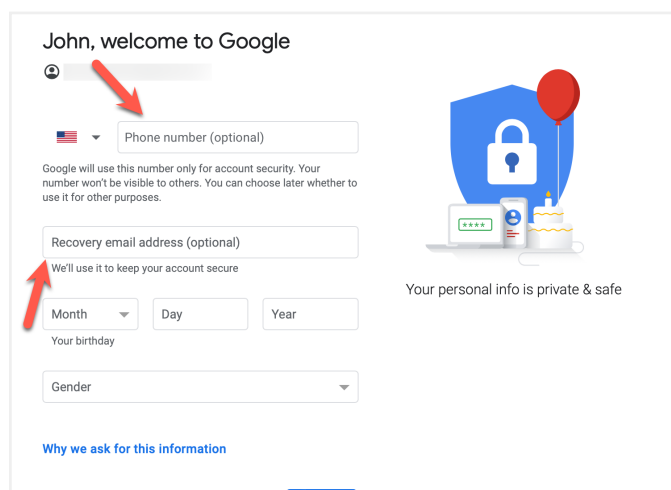 John, welcome to Google
Phone number (optional)
Google will use this number only for account security. Your
number won't be visible to others. You can choose later whether to
use it for other purposes.
Recovery email address (optional)
We'll use it to keep your account secure
Month
Day
Year
Your birthday
Gender
Why we ask for this information
****
Your personal info is private & safe